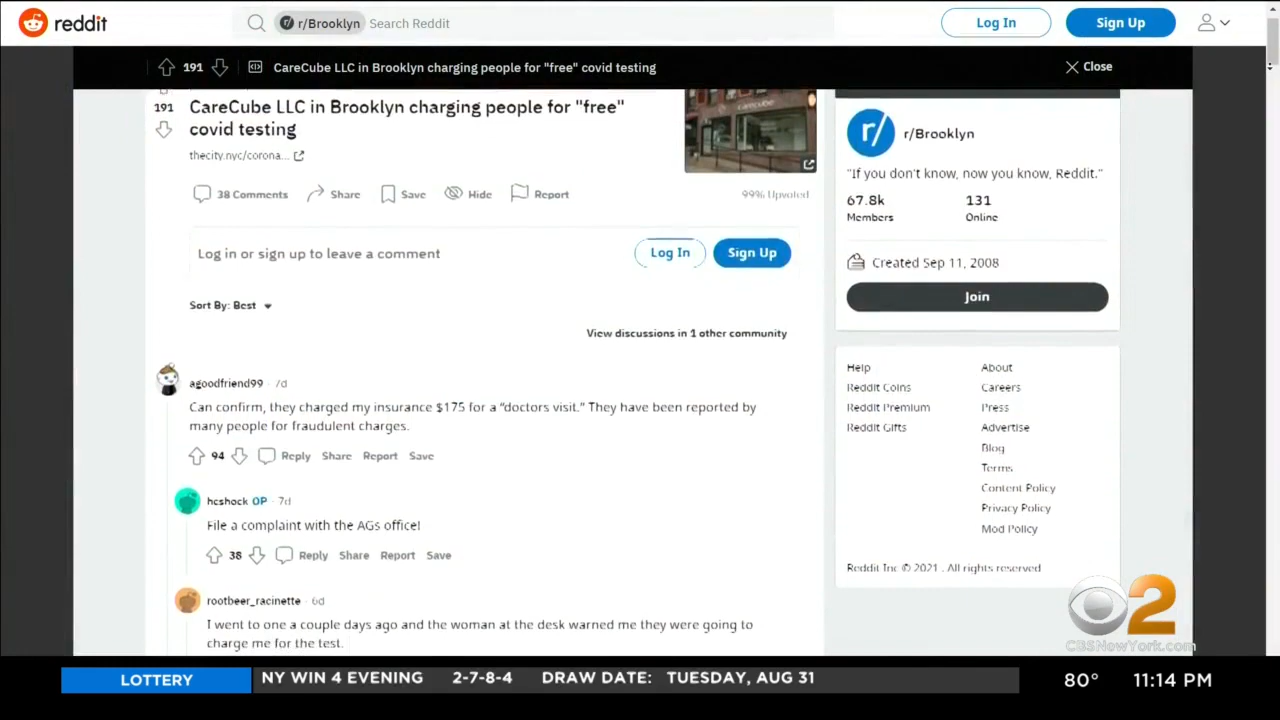 reddit
r/Brooklyn Search Reddit
Log In
Sign Up
191
CareCube LLC in Brooklyn charging people for "free" covid testing
Close
191
CareCube LLC in Brooklyn charging people for "free"
covid testing
thecity.nyc/corona...
carecube
38 Comments
Share
Save
Hide
Report
99% Upvoted
Log in or sign up to leave a comment
Log In
Sign Up
Sort By: Best
View discussions in 1 other community
agoodfriend99 · 7d
Can confirm, they charged my insurance $175 for a “doctors visit.” They have been reported by
many people for fraudulent charges.
94
Reply
Share
Report
Save
hcshock OP · 7d
File a complaint with the AGs office!
38
Reply
Share
Report
Save
rootbeer_racinette · 6d
I went to one a couple days ago and the woman at the desk warned me they were going to
charge me for the test.
r/
r/Brooklyn
"If you don't know, now you know, Reddit."
67.8k
Members
131
Online
Created Sep 11, 2008
Join
Help
Reddit Coins
Reddit Premium
Reddit Gifts
About
Careers
Press
Advertise
Blog
Terms
Content Policy
Privacy Policy
Mod Policy
Reddit Inc © 2021 . All rights reserved
2
CBSNewYork.com
LOTTERY
NY WIN 4 EVENING 2-7-8-4 DRAW DATE: TUESDAY, AUG 31
80° 11:14 PM